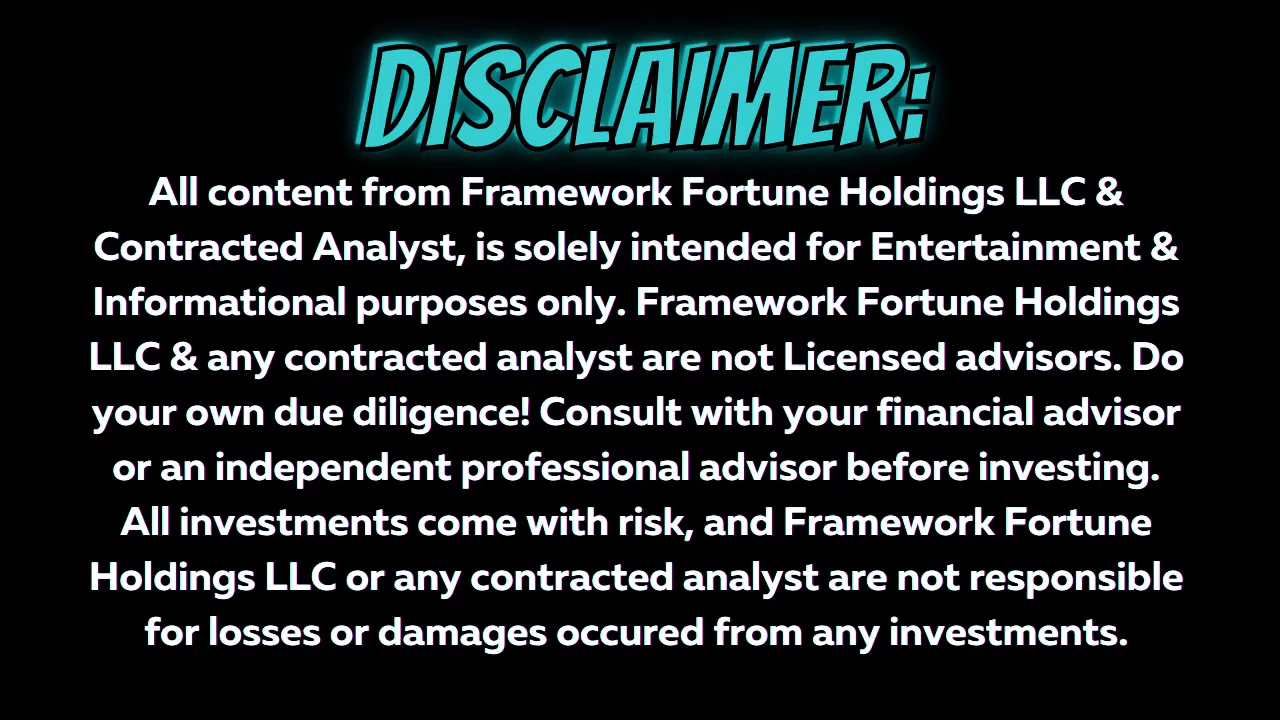 DISCLAIMER:
All content from Framework Fortune Holdings LLC &
Contracted Analyst, is solely intended for Entertainment &
Informational purposes only. Framework Fortune Holdings
LLC & any contracted analyst are not Licensed advisors. Do
your own due diligence! Consult with your financial advisor
or an independent professional advisor before investing.
All investments come with risk, and Framework Fortune
Holdings LLC or any contracted analyst are not responsible
for losses or damages occured from any investments.